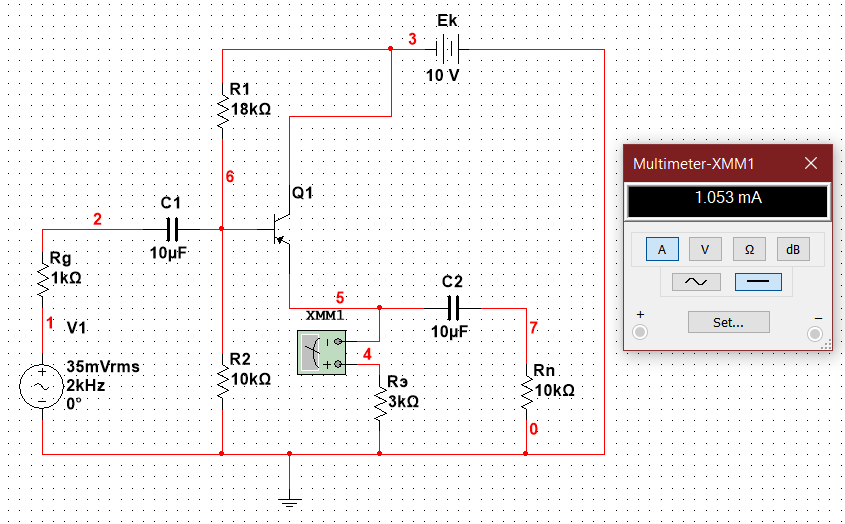 Ek
3
10 V
R1
18kΩ
6
Q1
C1
2
10µF
Rg
1kΩ
1
V1
35mVrms
2kHz
0°
R2
10kΩ
5
XMM1
4
Rэ
3kΩ
C2
10µF
7
Rn
10kΩ
0
Multimeter-XMM1
1.053 mA
A
V
Ω
dB
+
Set...